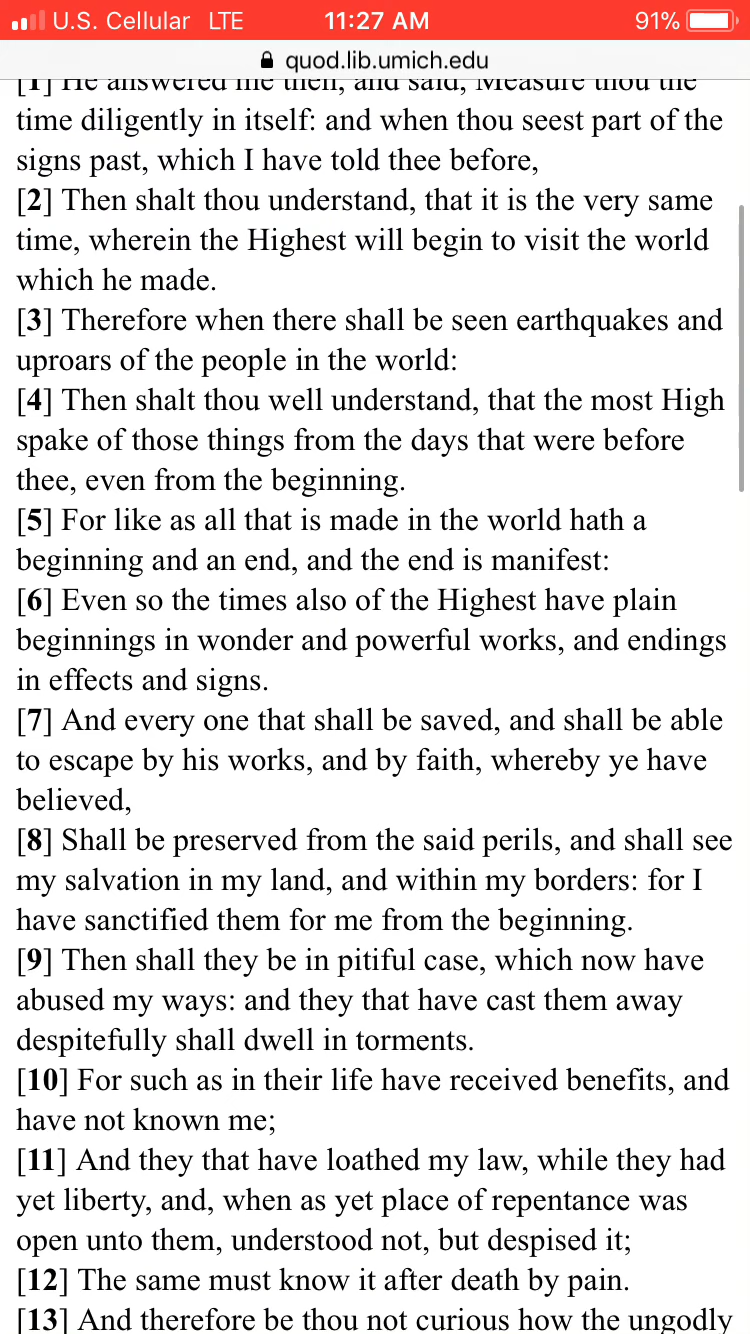 U.S. Cellular LTE 11:27 AM 91%
quod.lib.umich.edu
[1] He answered me then, and said, Measure thou the
time diligently in itself: and when thou seest part of the
signs past, which I have told thee before,
[2] Then shalt thou understand, that it is the very same
time, wherein the Highest will begin to visit the world
which he made.
[3] Therefore when there shall be seen earthquakes and
uproars of the people in the world:
[4] Then shalt thou well understand, that the most High
spake of those things from the days that were before
thee, even from the beginning.
[5] For like as all that is made in the world hath a
beginning and an end, and the end is manifest:
[6] Even so the times also of the Highest have plain
beginnings in wonder and powerful works, and endings
in effects and signs.
[7] And every one that shall be saved, and shall be able
to escape by his works, and by faith, whereby ye have
believed,
[8] Shall be preserved from the said perils, and shall see
my salvation in my land, and within my borders: for I
have sanctified them for me from the beginning.
[9] Then shall they be in pitiful case, which now have
abused my ways: and they that have cast them away
despitefully shall dwell in torments.
[10] For such as in their life have received benefits, and
have not known me;
[11] And they that have loathed my law, while they had
yet liberty, and, when as yet place of repentance was
open unto them, understood not, but despised it;
[12] The same must know it after death by pain.
[13] And therefore be thou not curious how the ungodly